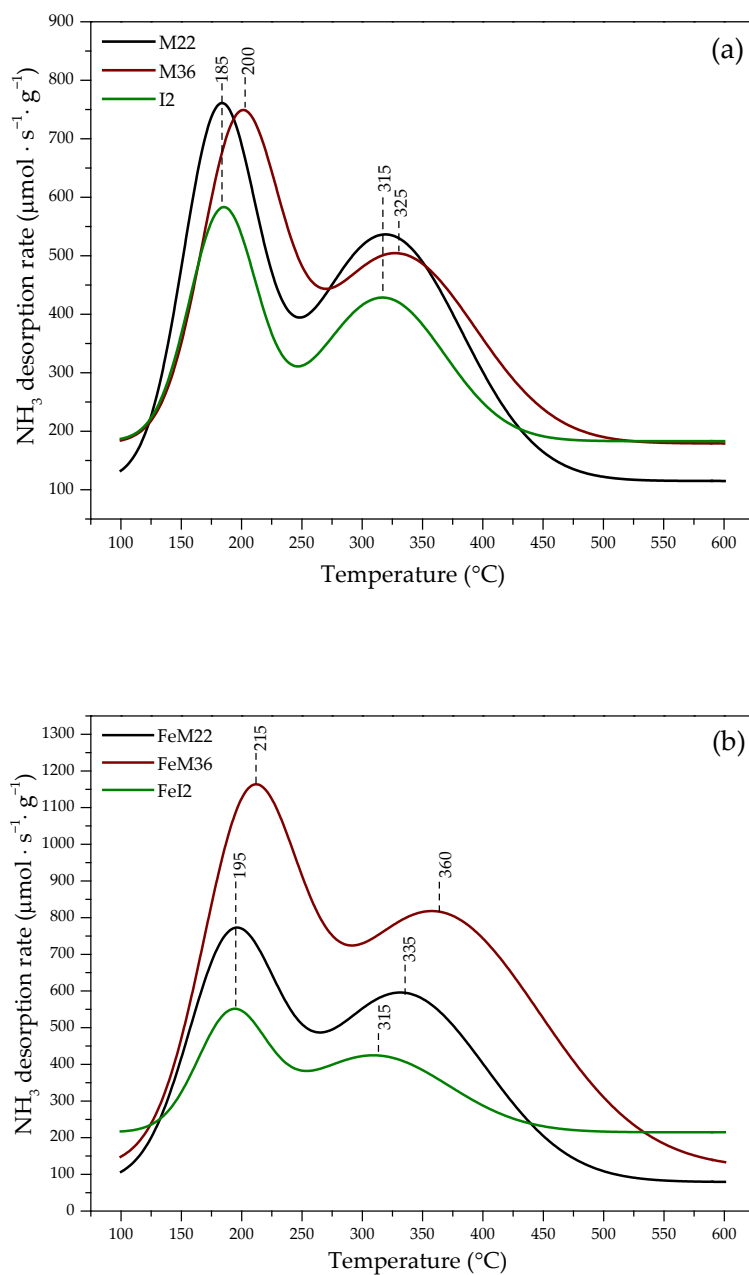 (a)
M22
M36
I2
185
200
315
325
900
800
700
600
500
400
300
200
100
NH₃ desorption rate (μmol · s⁻¹· g⁻¹)
100 150 200 250 300 350 400 450 500 550 600
Temperature (°C)
(b)
FeM22
FeM36
FeI2
215
195
360
335
315
1300
1200
1100
1000
900
800
700
600
500
400
300
200
100
0
NH₃ desorption rate (μmol · s⁻¹· g⁻¹)
100 150 200 250 300 350 400 450 500 550 600
Temperature (°C)